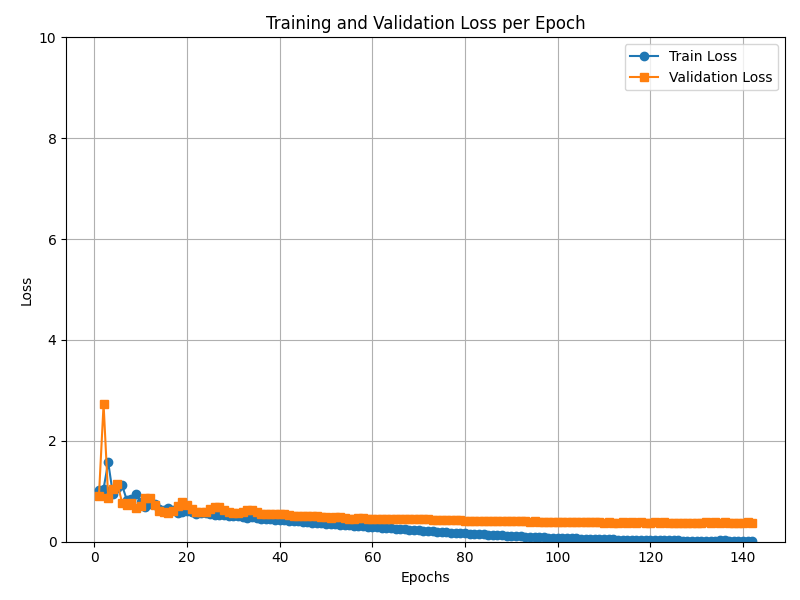 Training and Validation Loss per Epoch
Train Loss
Validation Loss
10
8
6
4
2
0
Loss
0 20 40 60 80 100 120 140
Epochs